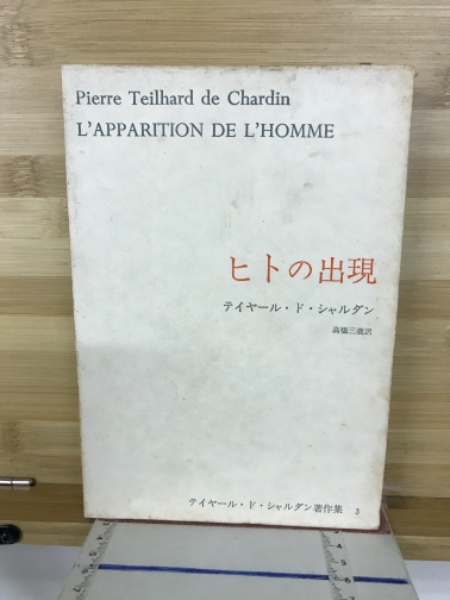 Pierre Teilhard de Chardin
L'APPARITION DE L'HOMME
ヒトの出現
テイヤール・ド・シャルダン
高橋三義訳
テイヤール・ド・シャルダン著作集 3